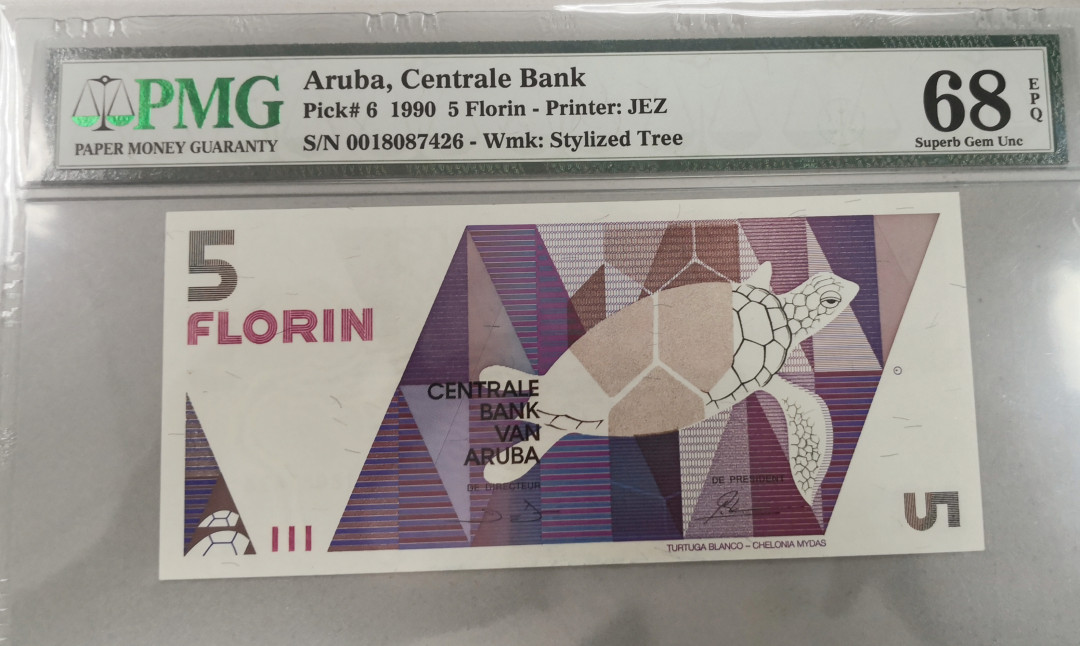 PMG
PAPER MONEY GUARANTY
Aruba, Centrale Bank
Pick# 6 1990 5 Florin - Printer: JEZ
S/N 0018087426 - Wmk: Stylized Tree
68
EPQ
Superb Gem Unc
5
FLORIN
CENTRALE
BANK
VAN
ARUBA
DE DIRECTEUR
DE PRESIDENT
TURTUGA BLANCO – CHELONIA MYDAS
5